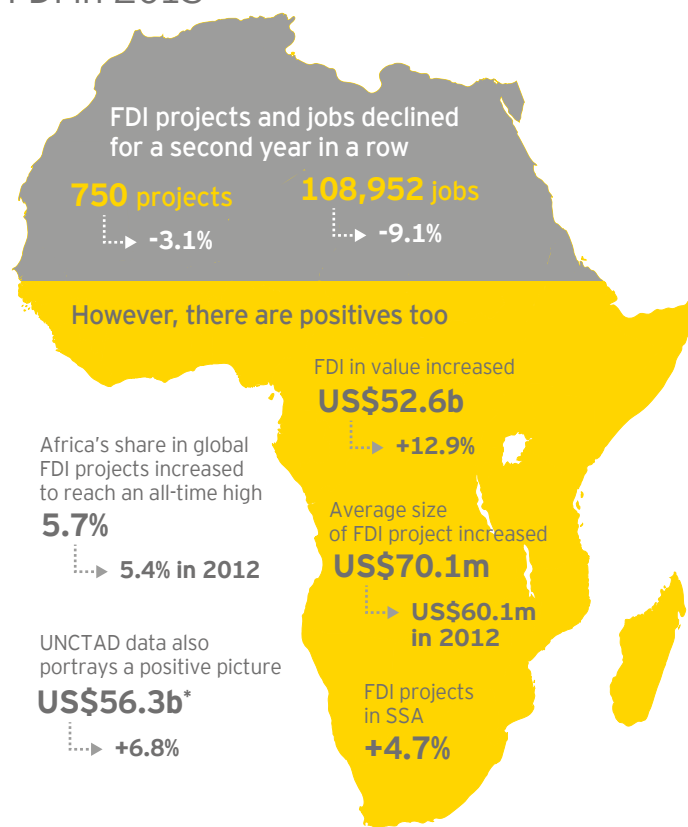 FDI in 2013
FDI projects and jobs declined
for a second year in a row
750 projects
-3.1%
108,952 jobs
-9.1%
However, there are positives too
FDI in value increased
US$52.6b
+12.9%
Africa's share in global
FDI projects increased
to reach an all-time high
5.7%
5.4% in 2012
Average size
of FDI project increased
US$70.1m
US$60.1m
in 2012
UNCTAD data also
portrays a positive picture
US$56.3b*
+6.8%
FDI projects
in SSA
+4.7%